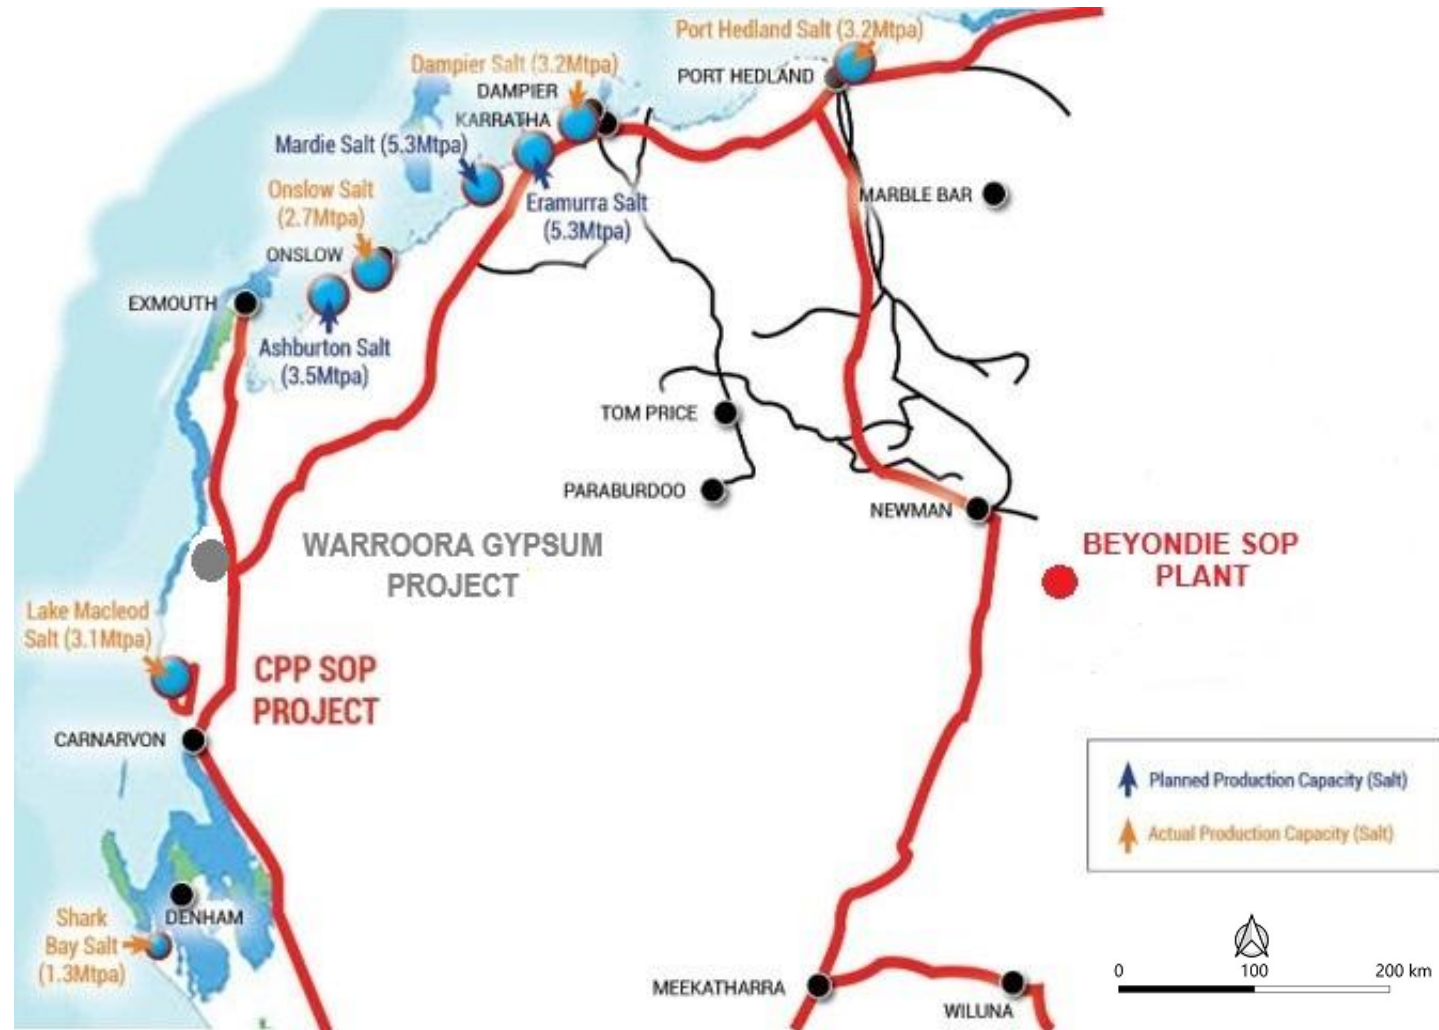 Port Hedland Salt (3.2Mtpa)
Dampier Salt (3.2Mtpa)
PORT HEDLAND
DAMPIER
KARRATHA
Mardie Salt (5.3Mtpa)
Onslow Salt
(2.7Mtpa)
Eramurra Salt
(5.3Mtpa)
MARBLE BAR
ONSLOW
EXMOUTH
Ashburton Salt
(3.5Mtpa)
TOM PRICE
PARABURDOO
NEWMAN
WARROORA GYPSUM
PROJECT
BEYONDIE SOP
PLANT
Lake Macleod
Salt (3.1Mtpa)
CPP SOP
PROJECT
CARNARVON
Planned Production Capacity (Salt)
Actual Production Capacity (Salt)
DENHAM
Shark
Bay Salt
(1.3Mtpa)
MEEKATHARRA
WILUNA
0 100 200 km